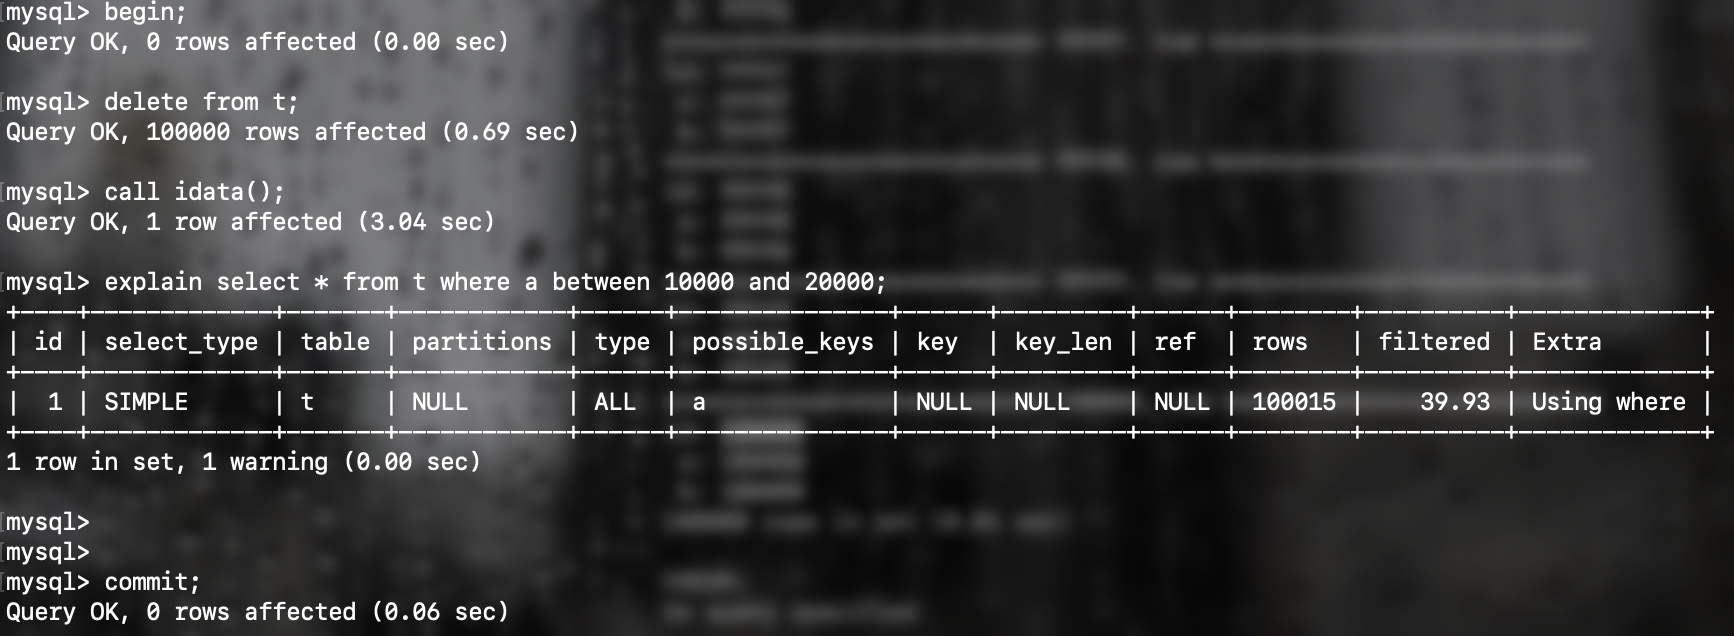 mysql> begin;
Query OK, 0 rows affected (0.00 sec)
mysql> delete from t;
Query OK, 100000 rows affected (0.69 sec)
mysql> call idata();
Query OK, 1 row affected (3.04 sec)
mysql> explain select * from t where a between 10000 and 20000;
+----+-------------+-------+------------+------+---------------+------+---------+------+--------+----------+-------------+
| id | select_type | table | partitions | type | possible_keys | key  | key_len | ref  | rows   | filtered | Extra       |
+----+-------------+-------+------------+------+---------------+------+---------+------+--------+----------+-------------+
|  1 | SIMPLE      | t     | NULL       | ALL  | a             | NULL | NULL    | NULL | 100015 |    39.93 | Using where |
+----+-------------+-------+------------+------+---------------+------+---------+------+--------+----------+-------------+
1 row in set, 1 warning (0.00 sec)
mysql>
mysql>
mysql> commit;
Query OK, 0 rows affected (0.06 sec)